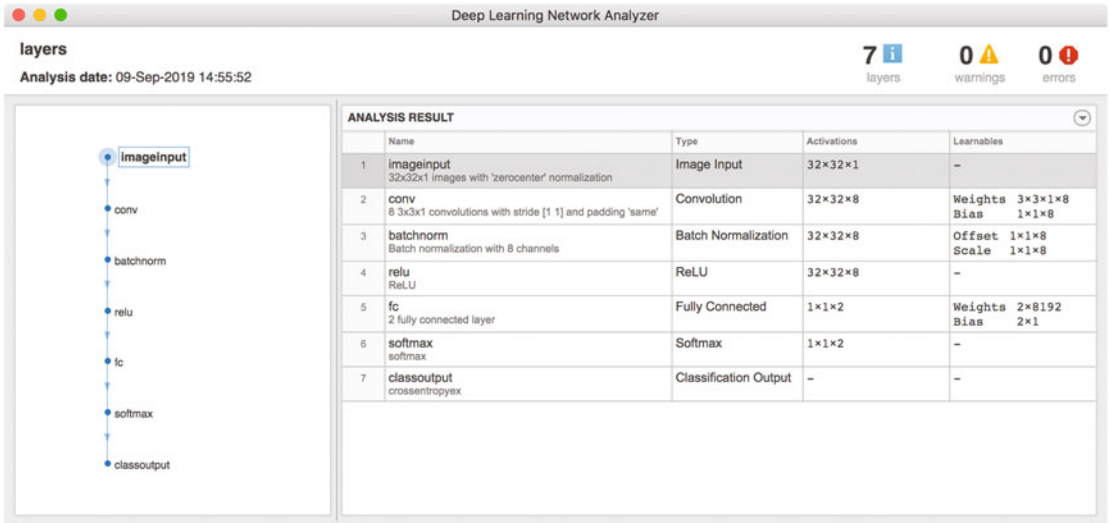 Deep Learning Network Analyzer
layers
Analysis date: 09-Sep-2019 14:55:52
7 i
layers
0
warnings
0
errors
imageinput
conv
batchnorm
relu
fc
softmax
classoutput
ANALYSIS RESULT
Name Type Activations Learnables
1 imageinput Image Input 32×32×1 –
32x32x1 images with 'zerocenter' normalization
2 conv Convolution 32×32×8 Weights 3×3×1×8
8 3x3x1 convolutions with stride [1 1] and padding 'same' Bias 1×1×8
3 batchnorm Batch Normalization 32×32×8 Offset 1×1×8
Batch normalization with 8 channels Scale 1×1×8
4 relu ReLU 32×32×8 –
ReLU
5 fc Fully Connected 1×1×2 Weights 2×8192
2 fully connected layer Bias 2×1
6 softmax Softmax 1×1×2 –
softmax
7 classoutput Classification Output – –
crossentropyex